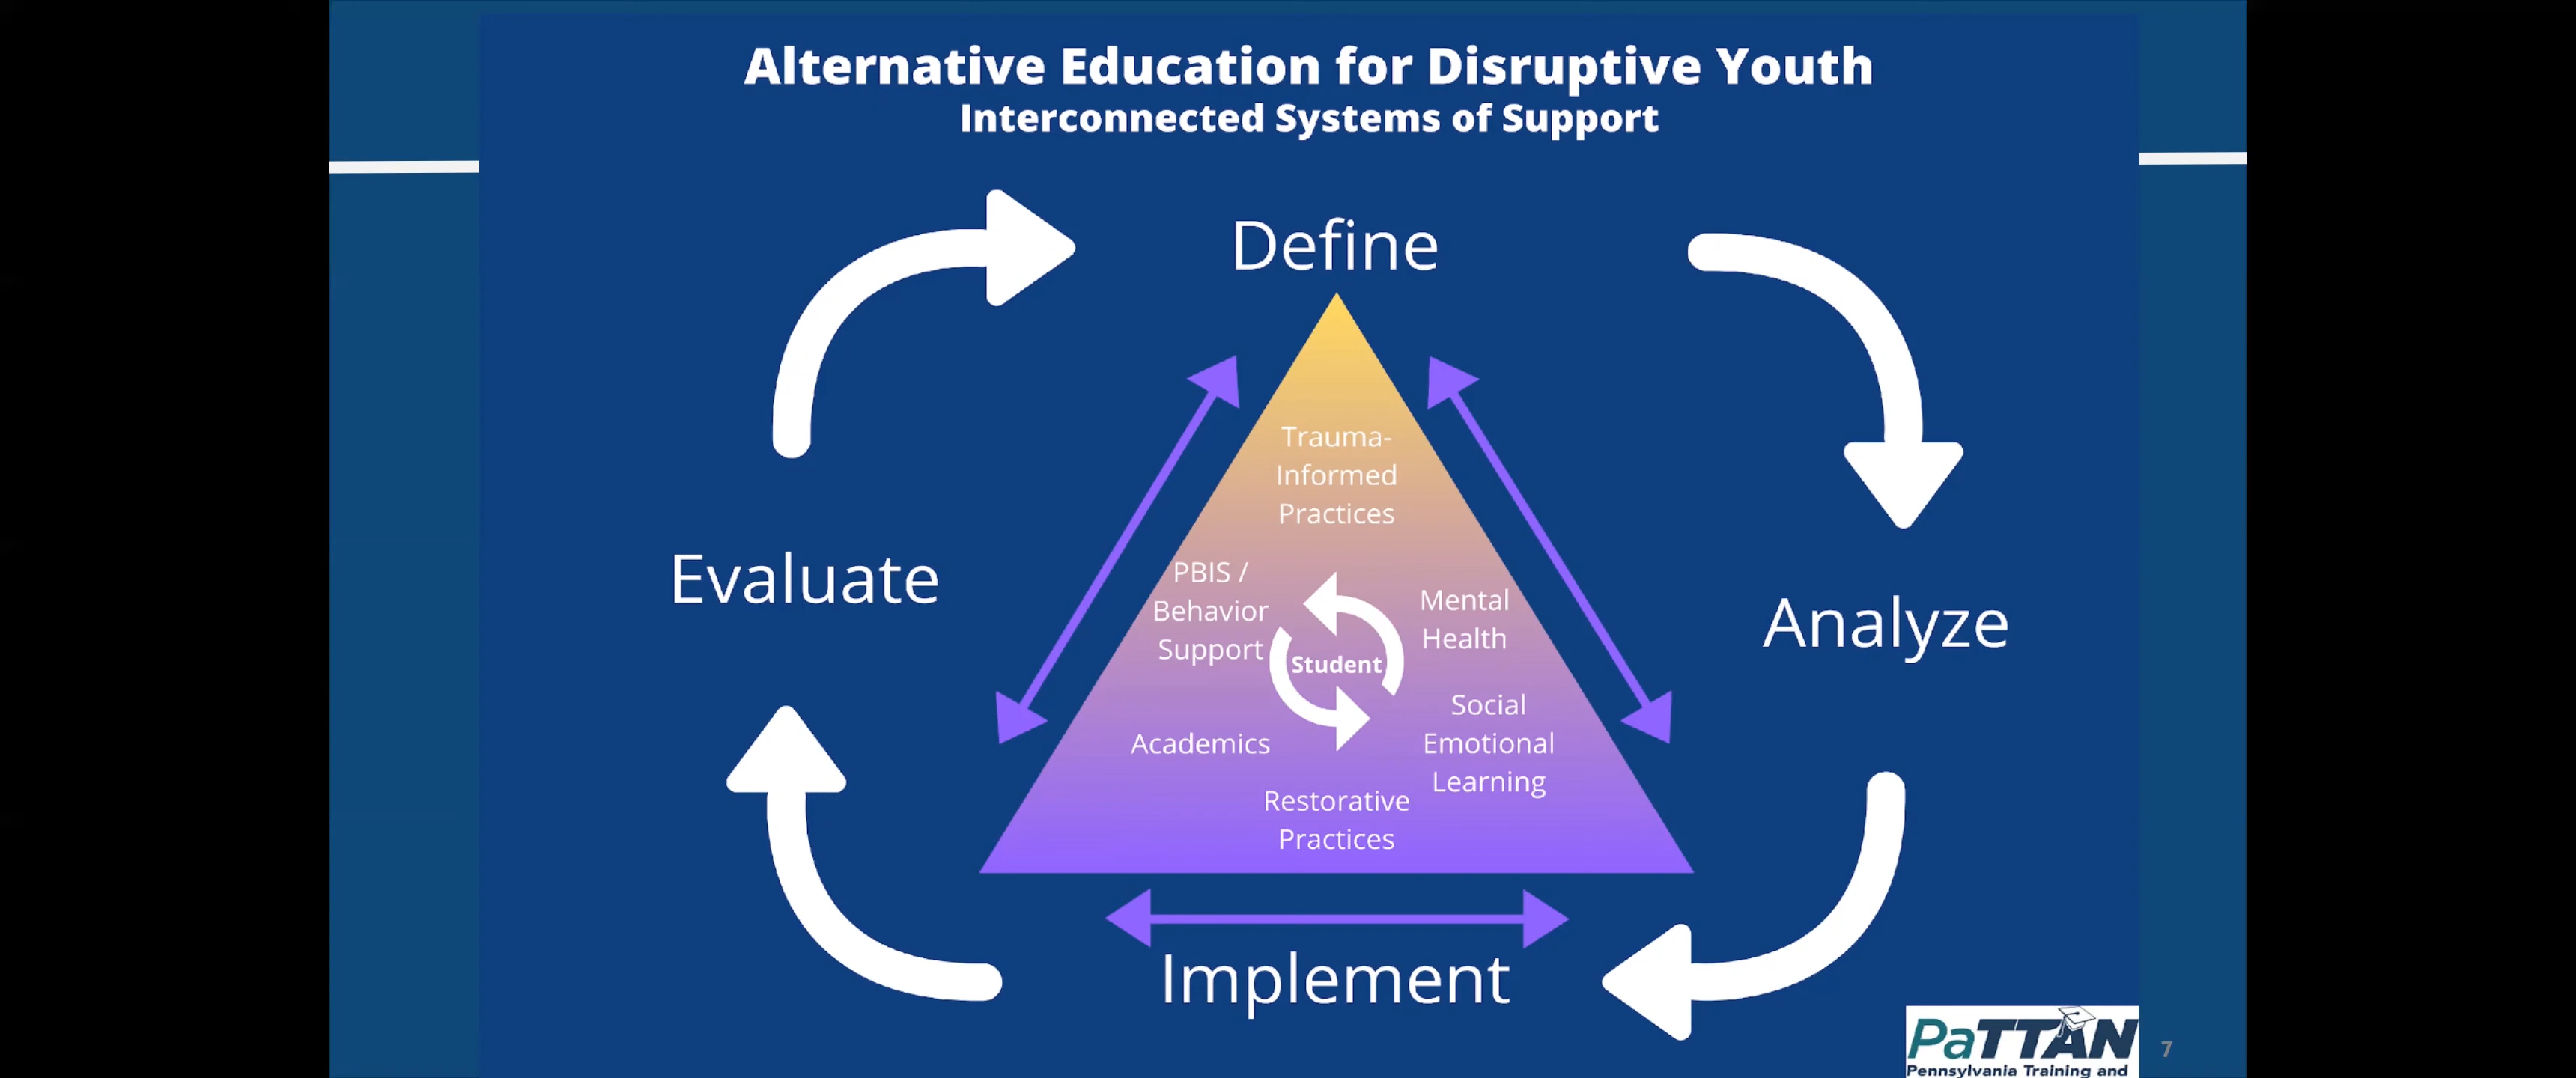 Alternative Education for Disruptive Youth
Interconnected Systems of Support
Define
Trauma-
Informed
Practices
PBIS /
Behavior
Support
Mental
Health
Student
Evaluate
Analyze
Academics
Social
Emotional
Learning
Restorative
Practices
Implement
PaTTAN
Pennsylvania Training and
7